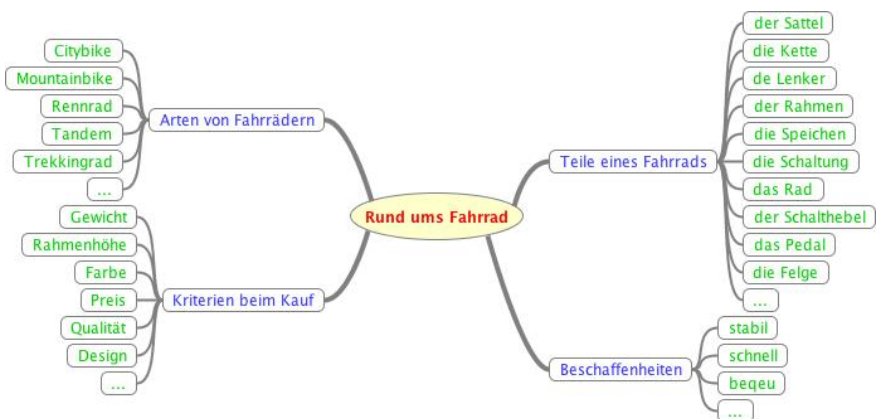 Rund ums Fahrrad
Arten von Fahrrädern
Citybike
Mountainbike
Rennrad
Tandem
Trekkingrad
...
Kriterien beim Kauf
Gewicht
Rahmenhöhe
Farbe
Preis
Qualität
Design
...
Teile eines Fahrrads
der Sattel
die Kette
de Lenker
der Rahmen
die Speichen
die Schaltung
das Rad
der Schalthebel
das Pedal
die Felge
...
Beschaffenheiten
stabil
schnell
beqeu
...